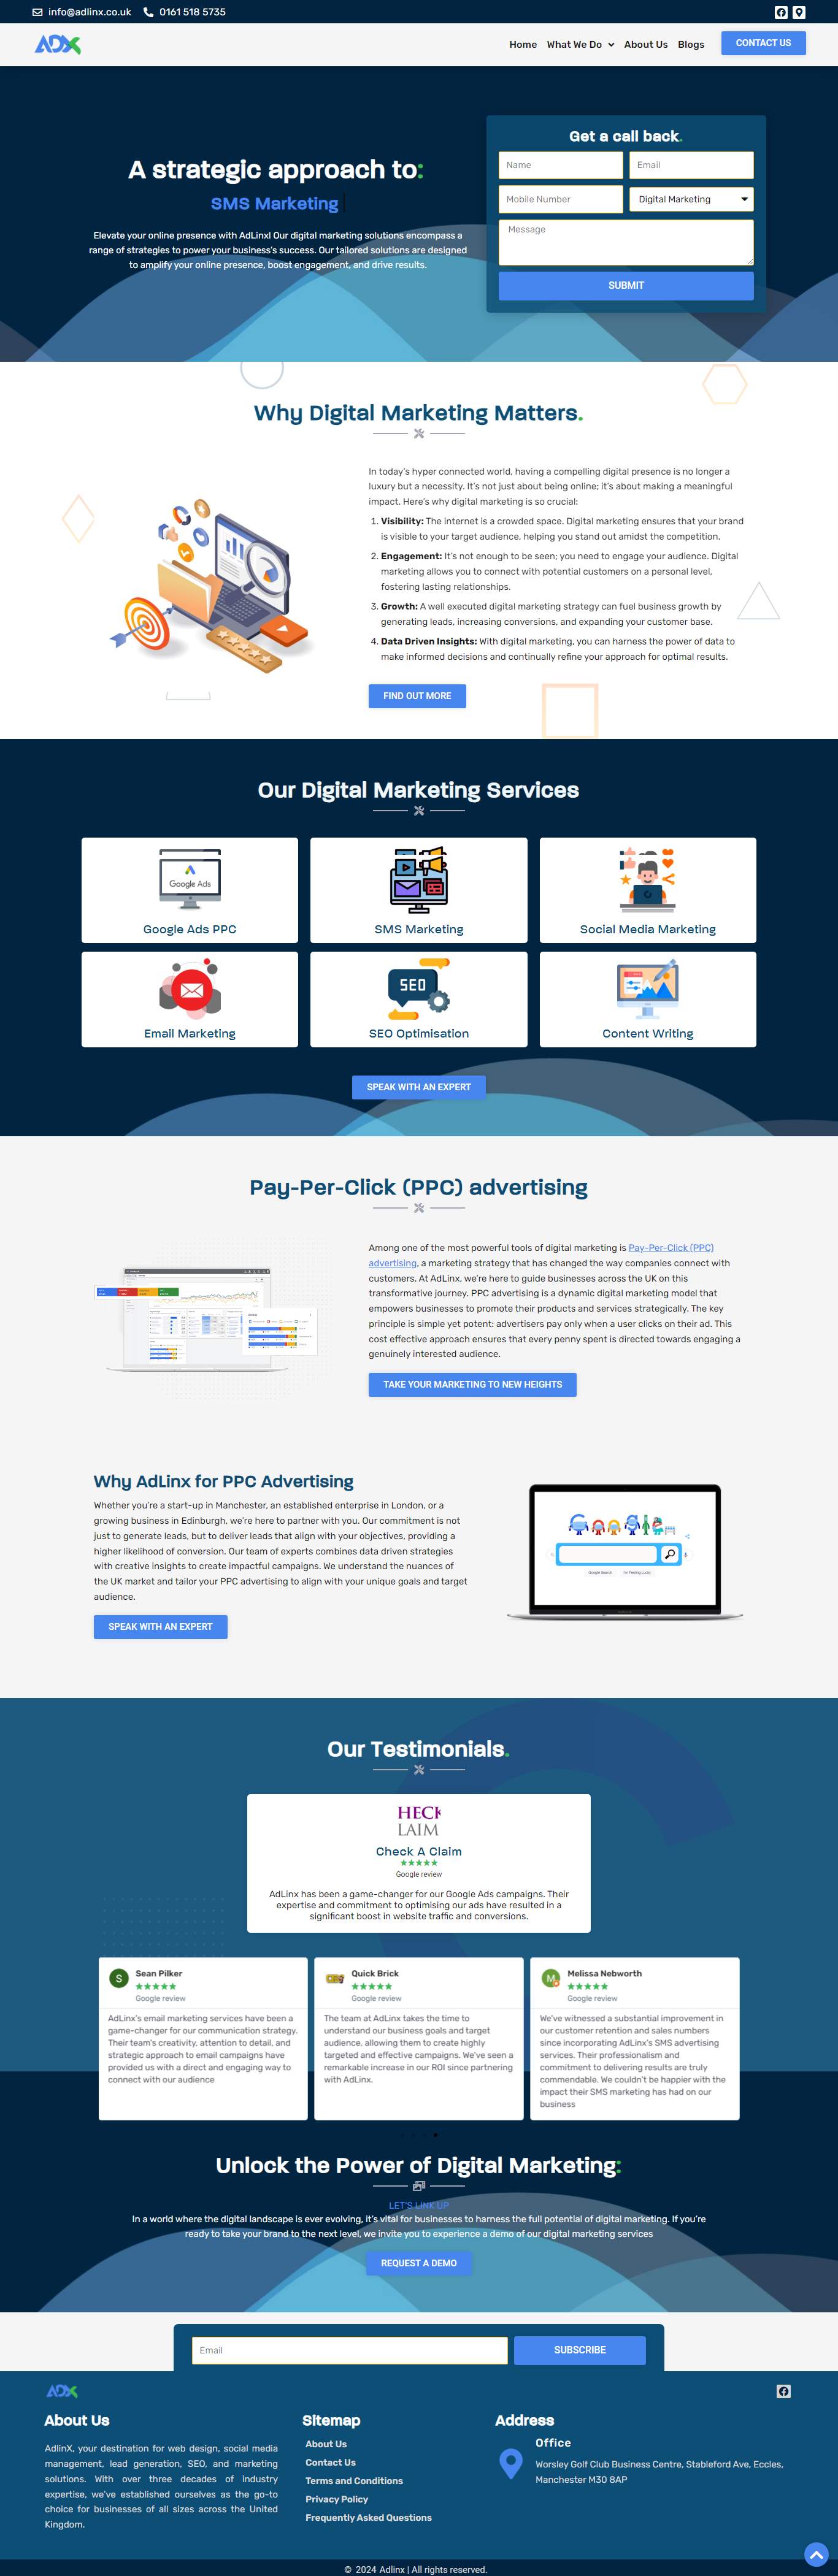 info@adlinx.co.uk 0161 518 5735
ADX
Home What We Do About Us Blogs CONTACT US
A strategic approach to:
SMS Marketing
Elevate your online presence with AdLinx! Our digital marketing solutions encompass a
range of strategies to power your business's success. Our tailored solutions are designed
to amplify your online presence, boost engagement, and drive results.
Get a call back.
Name Email
Mobile Number Digital Marketing
Message
SUBMIT
Why Digital Marketing Matters.
In today's hyper connected world, having a compelling digital presence is no longer a
luxury but a necessity. It's not just about being online; it's about making a meaningful
impact. Here's why digital marketing is so crucial:
1. Visibility: The internet is a crowded space. Digital marketing ensures that your brand
is visible to your target audience, helping you stand out amidst the competition.
2. Engagement: It's not enough to be seen; you need to engage your audience. Digital
marketing allows you to connect with potential customers on a personal level,
fostering lasting relationships.
3. Growth: A well executed digital marketing strategy can fuel business growth by
generating leads, increasing conversions, and expanding your customer base.
4. Data Driven Insights: With digital marketing, you can harness the power of data to
make informed decisions and continually refine your approach for optimal results.
FIND OUT MORE
Our Digital Marketing Services
Google Ads
Google Ads PPC
SMS Marketing
Social Media Marketing
Email Marketing
SEO
SEO Optimisation
Content Writing
SPEAK WITH AN EXPERT
Pay-Per-Click (PPC) advertising
Among one of the most powerful tools of digital marketing is Pay-Per-Click (PPC)
advertising, a marketing strategy that has changed the way companies connect with
customers. At AdLinx, we're here to guide businesses across the UK on this
transformative journey. PPC advertising is a dynamic digital marketing model that
empowers businesses to promote their products and services strategically. The key
principle is simple yet potent: advertisers pay only when a user clicks on their ad. This
cost effective approach ensures that every penny spent is directed towards engaging a
genuinely interested audience.
TAKE YOUR MARKETING TO NEW HEIGHTS
Why AdLinx for PPC Advertising
Whether you're a start-up in Manchester, an established enterprise in London, or a
growing business in Edinburgh, we're here to partner with you. Our commitment is not
just to generate leads, but to deliver leads that align with your objectives, providing a
higher likelihood of conversion. Our team of experts combines data driven strategies
with creative insights to create impactful campaigns. We understand the nuances of
the UK market and tailor your PPC advertising to align with your unique goals and target
audience.
SPEAK WITH AN EXPERT
Google Search I'm Feeling Lucky
Our Testimonials.
HECK
LAIM
Check A Claim
Google review
AdLinx has been a game-changer for our Google Ads campaigns. Their
expertise and commitment to optimising our ads have resulted in a
significant boost in website traffic and conversions.
S
Sean Pilker
Google review
AdLinx's email marketing services have been a
game-changer for our communication strategy.
Their team's creativity, attention to detail, and
strategic approach to email campaigns have
provided us with a direct and engaging way to
connect with our audience
Quick Brick
Google review
The team at AdLinx takes the time to
understand our business goals and target
audience, allowing them to create highly
targeted and effective campaigns. We've seen a
remarkable increase in our ROI since partnering
with AdLinx.
M
Melissa Nebworth
Google review
We've witnessed a substantial improvement in
our customer retention and sales numbers
since incorporating AdLinx's SMS advertising
services. Their professionalism and
commitment to delivering results are truly
commendable. We couldn't be happier with the
impact their SMS marketing has had on our
business
Unlock the Power of Digital Marketing:
LET'S LINK UP
In a world where the digital landscape is ever evolving, it's vital for businesses to harness the full potential of digital marketing. If you're
ready to take your brand to the next level, we invite you to experience a demo of our digital marketing services
REQUEST A DEMO
Email SUBSCRIBE
ADX
About Us
AdlinX, your destination for web design, social media
marketing, lead generation, SEO, and marketing
solutions. With over three decades of industry
expertise, we've established ourselves as the go-to
choice for businesses of all sizes across the United
Kingdom.
Sitemap
About Us
Contact Us
Terms and Conditions
Privacy Policy
Frequently Asked Questions
Address
Office
Worsley Golf Club Business Centre, Stableford Ave, Eccles,
Manchester M30 8AP
© 2024 Adlinx | All rights reserved.